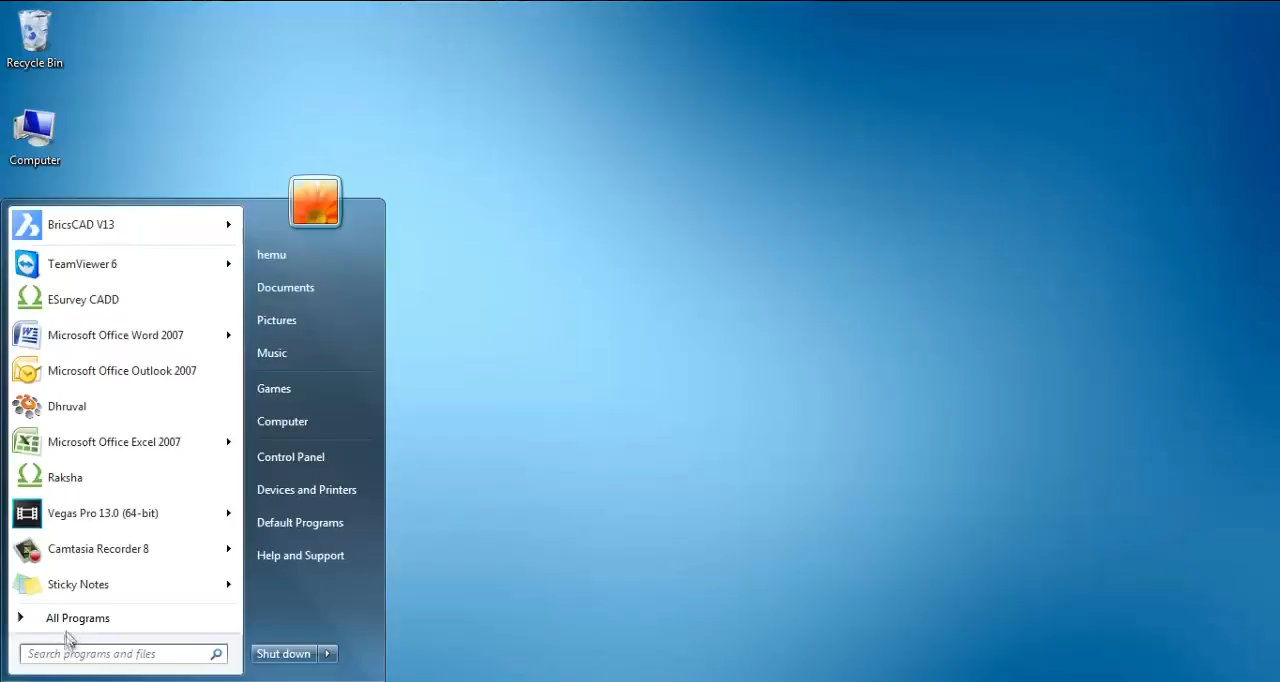 Recycle Bin
Computer
BricsCAD V13
TeamViewer 6
ESurvey CADD
Microsoft Office Word 2007
Microsoft Office Outlook 2007
Dhruval
Microsoft Office Excel 2007
Raksha
Vegas Pro 13.0 (64-bit)
Camtasia Recorder 8
Sticky Notes
All Programs
Search programs and files
hemu
Documents
Pictures
Music
Games
Computer
Control Panel
Devices and Printers
Default Programs
Help and Support
Shut down